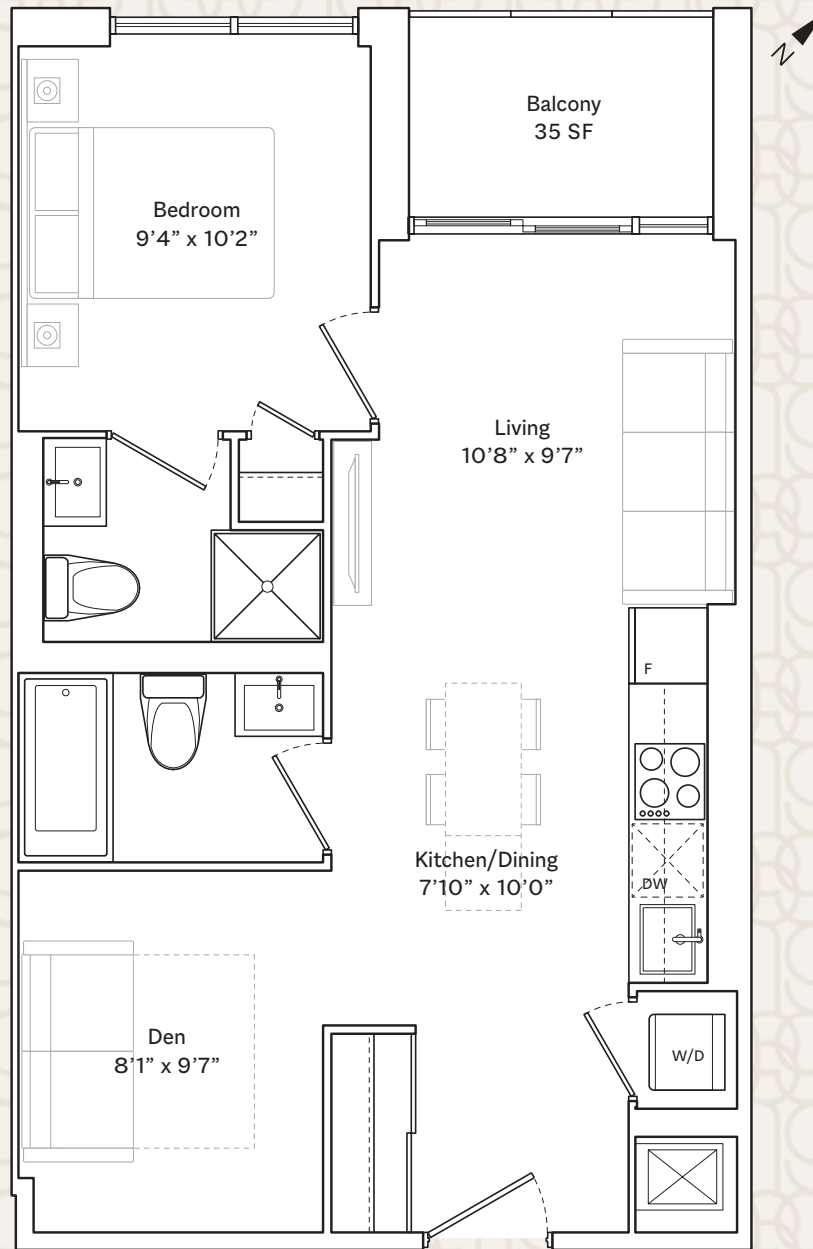 N
Balcony
35 SF
Bedroom
9’4” x 10’2”
Living
10’8” x 9’7”
F
Kitchen/Dining
7’10” x 10’0”
DW
Den
8’1” x 9’7”
W/D